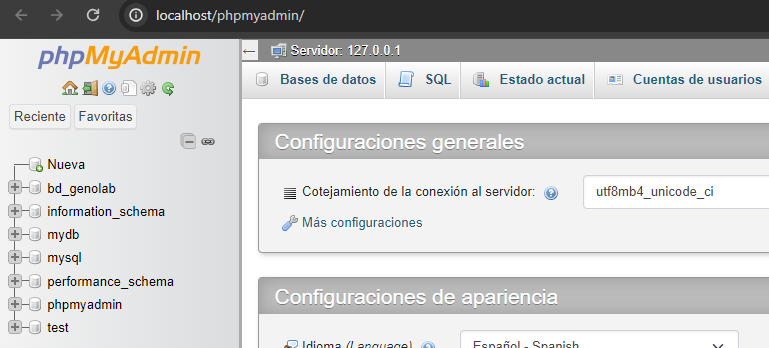 localhost/phpmyadmin/
phpMyAdmin
Reciente Favoritas
Nueva
bd_genolab
information_schema
mydb
mysql
performance_schema
phpmyadmin
test
Servidor: 127.0.0.1
Bases de datos SQL Estado actual Cuentas de usuarios
Configuraciones generales
Cotejamiento de la conexión al servidor: utf8mb4_unicode_ci
Más configuraciones
Configuraciones de apariencia
Idioma (Language) Español - Spanish